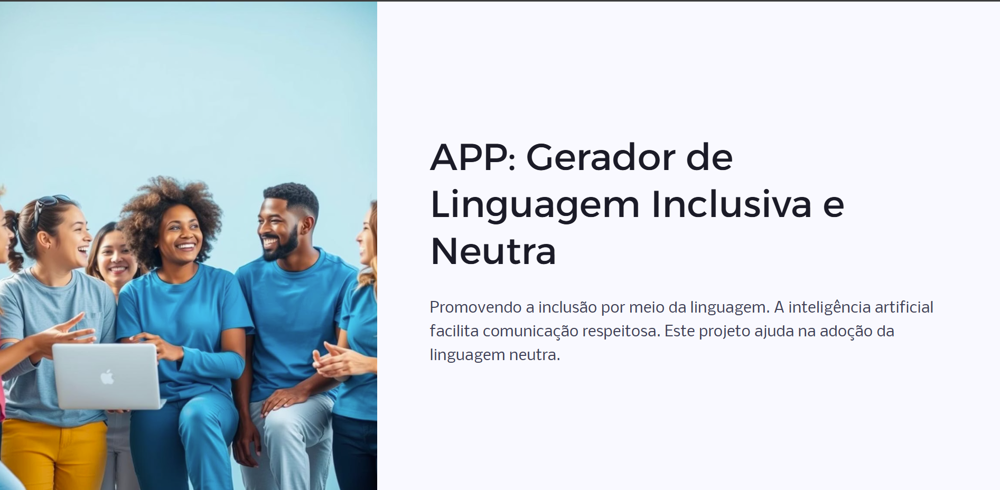 APP: Gerador de
Linguagem Inclusiva e
Neutra
Promovendo a inclusão por meio da linguagem. A inteligência artificial
facilita comunicação respeitosa. Este projeto ajuda na adoção da
linguagem neutra.